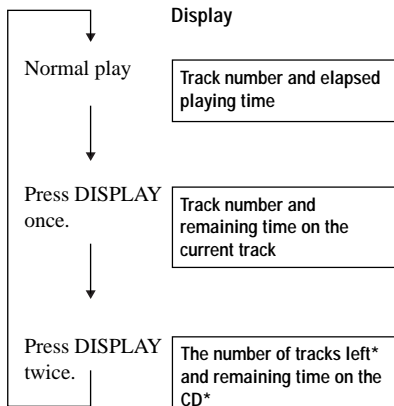 Display
Normal play
Track number and elapsed
playing time
Press DISPLAY
once.
Track number and
remaining time on the
current track
Press DISPLAY
twice.
The number of tracks left*
and remaining time on the
CD*